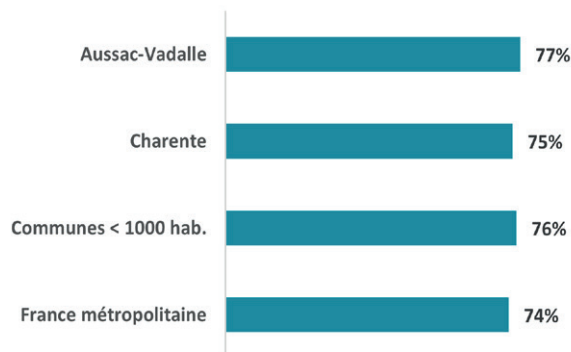 Aussac-Vadalle 77%
Charente 75%
Communes < 1000 hab. 76%
France métropolitaine 74%